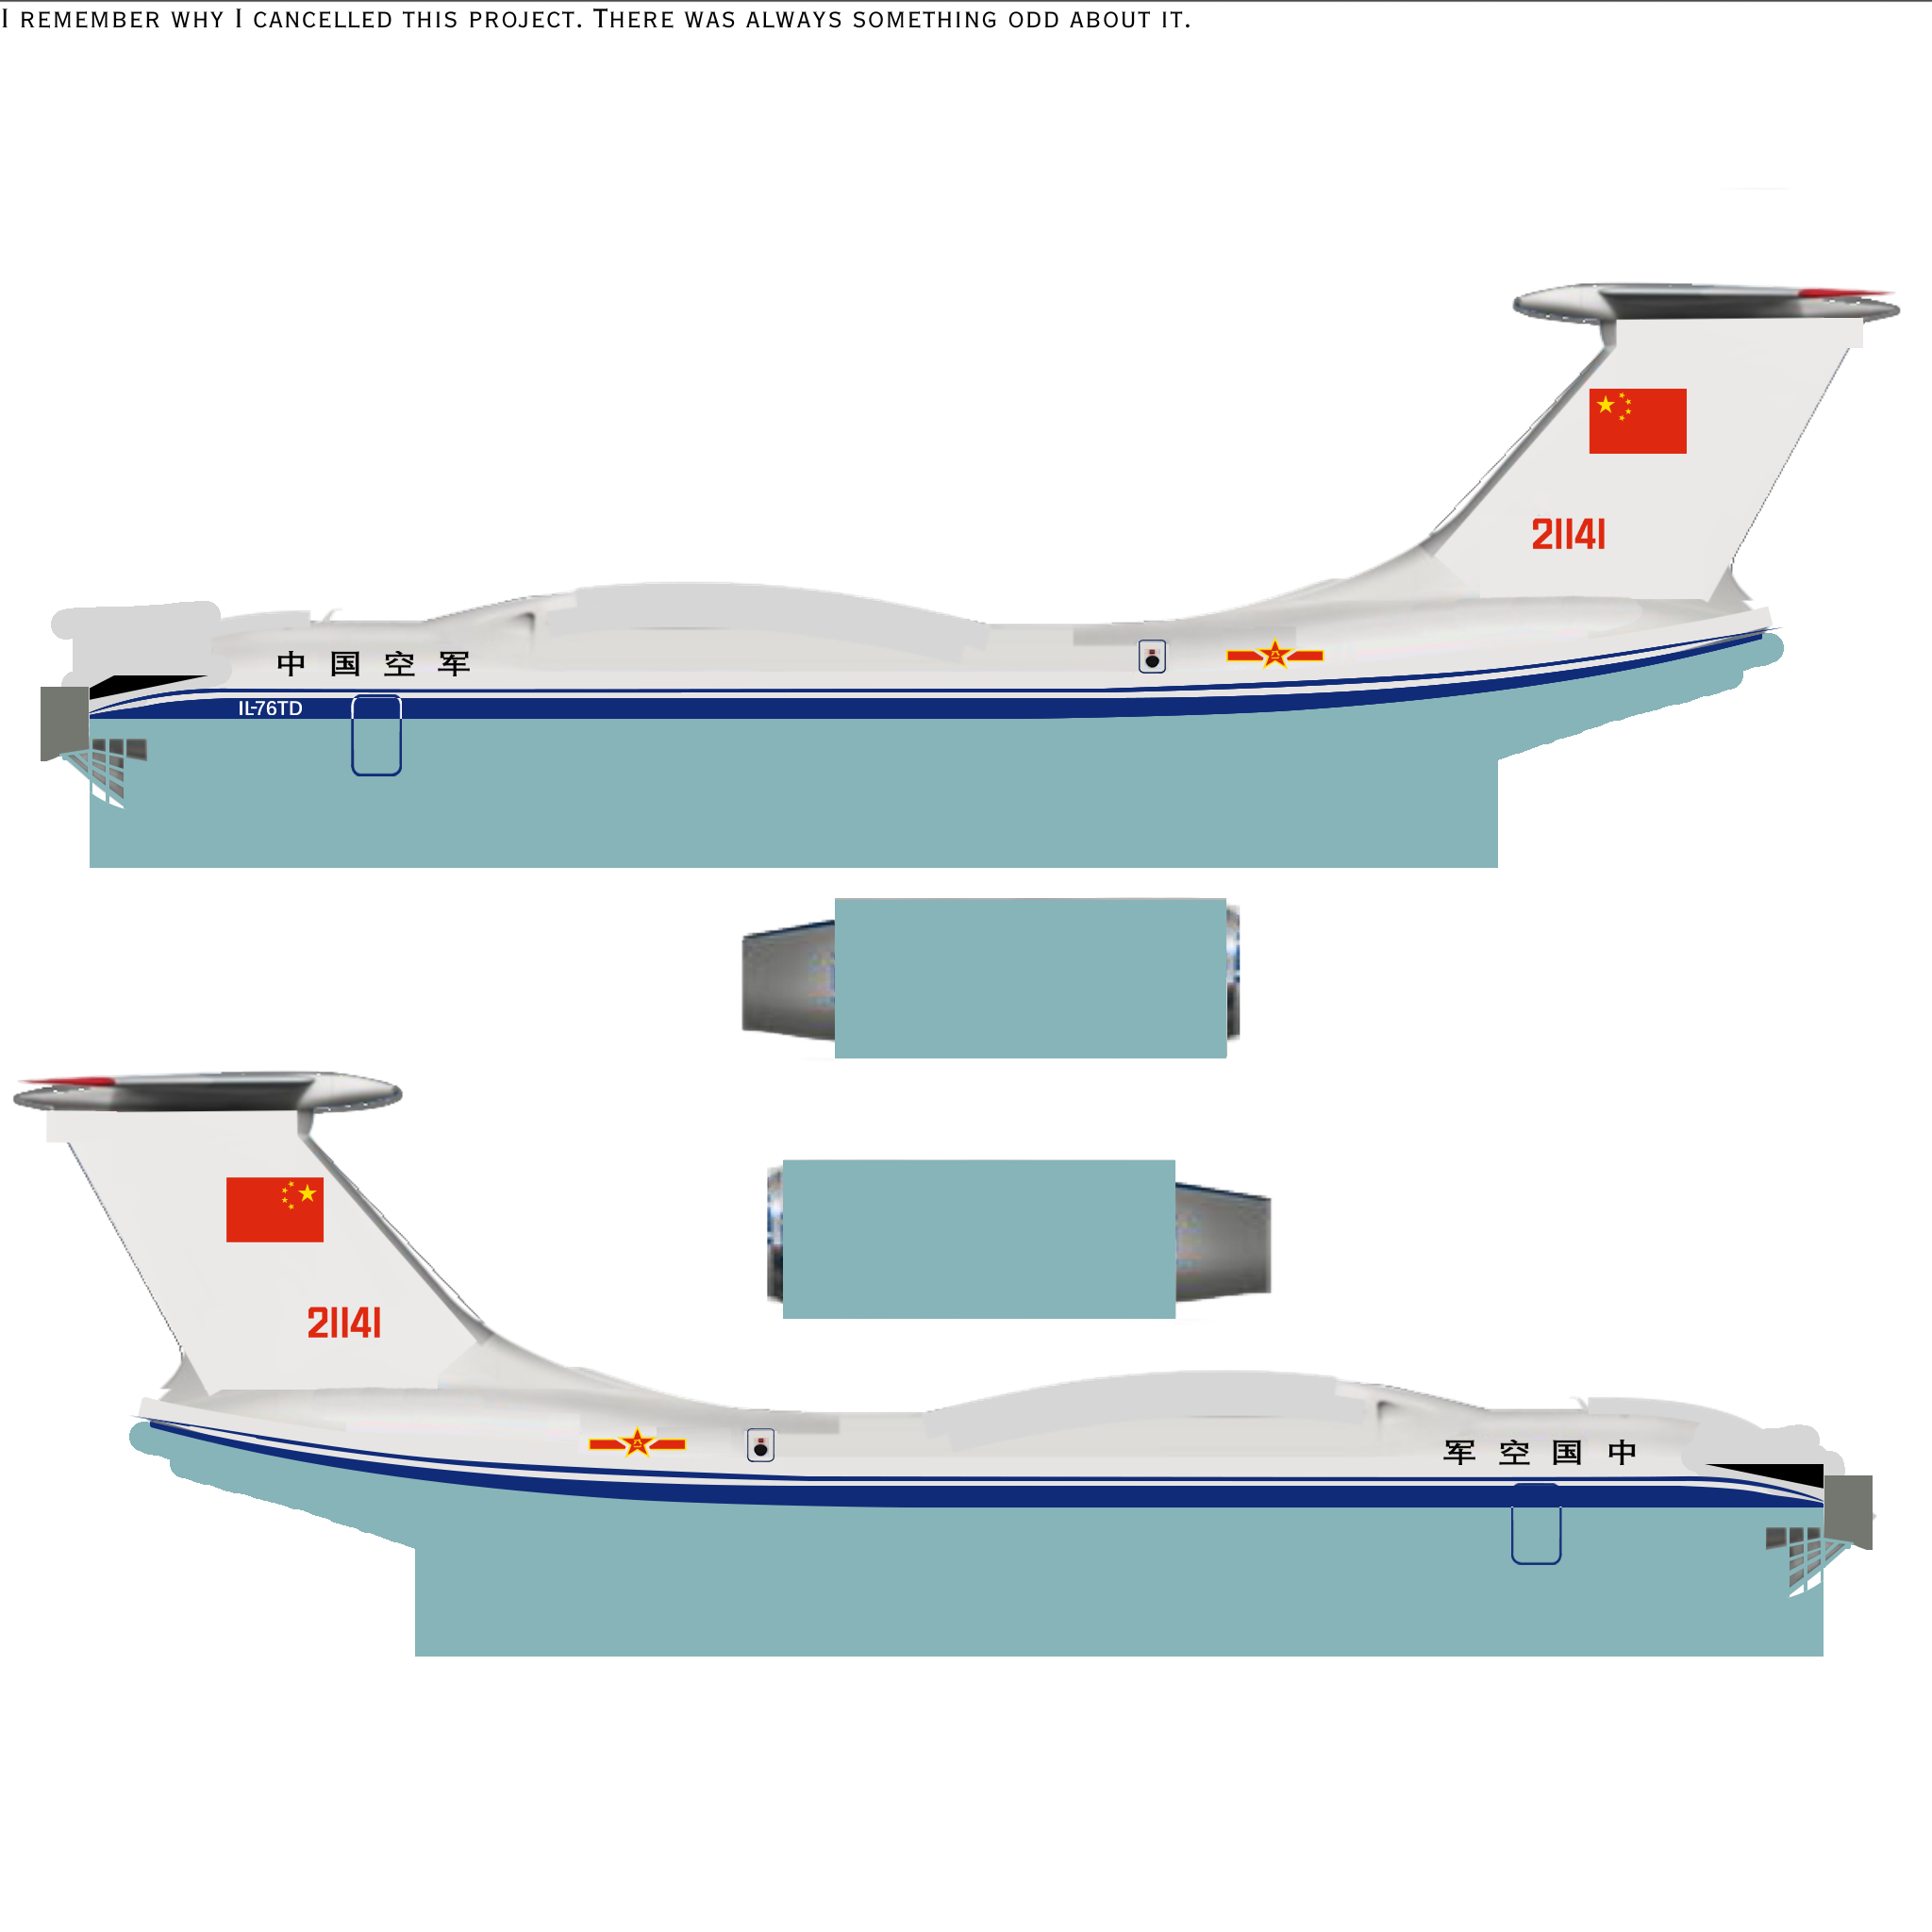 I REMEMBER WHY I CANCELLED THIS PROJECT. THERE WAS ALWAYS SOMETHING ODD ABOUT IT.
21141
中 国 空 军
IL-76TD
21141
军 空 国 中